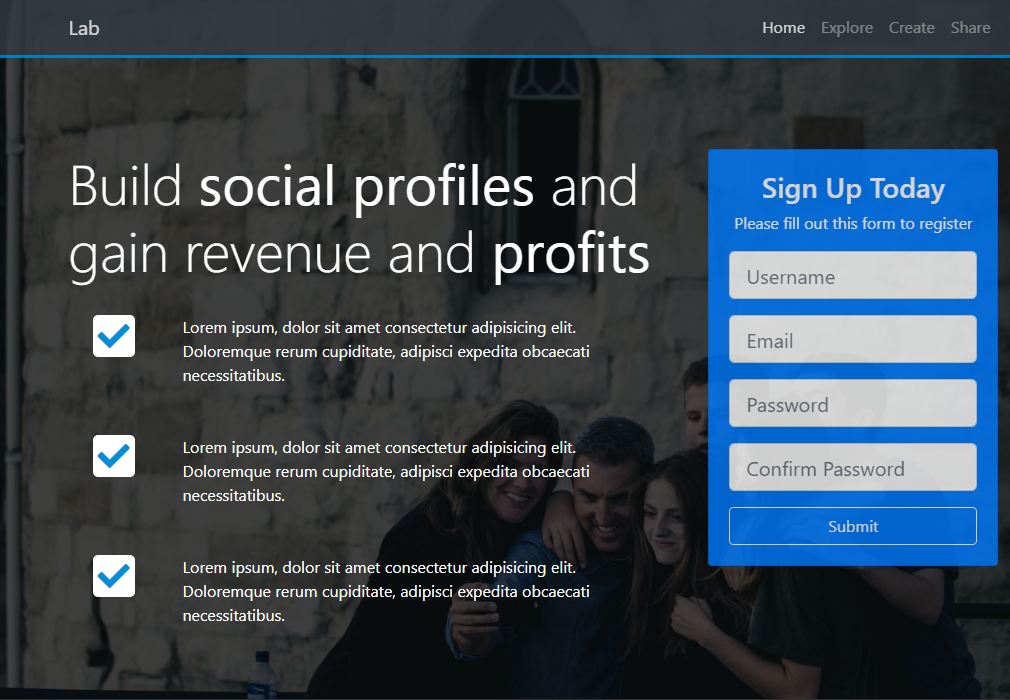 Lab
Home Explore Create Share
Build social profiles and
gain revenue and profits
Lorem ipsum, dolor sit amet consectetur adipisicing elit.
Doloremque rerum cupiditate, adipisci expedita obcaecati
necessitatibus.
Lorem ipsum, dolor sit amet consectetur adipisicing elit.
Doloremque rerum cupiditate, adipisci expedita obcaecati
necessitatibus.
Lorem ipsum, dolor sit amet consectetur adipisicing elit.
Doloremque rerum cupiditate, adipisci expedita obcaecati
necessitatibus.
Sign Up Today
Please fill out this form to register
Username
Email
Password
Confirm Password
Submit